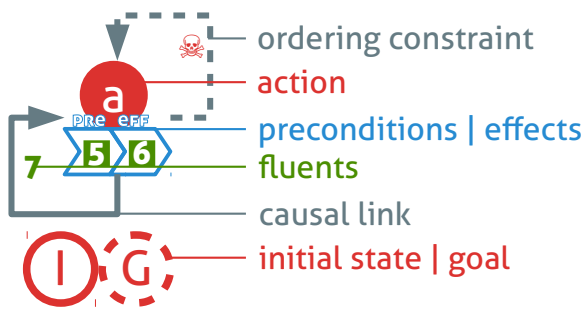 ordering constraint
a
action
PRe eFF
preconditions | effects
7 5 6
fluents
causal link
I G
initial state | goal